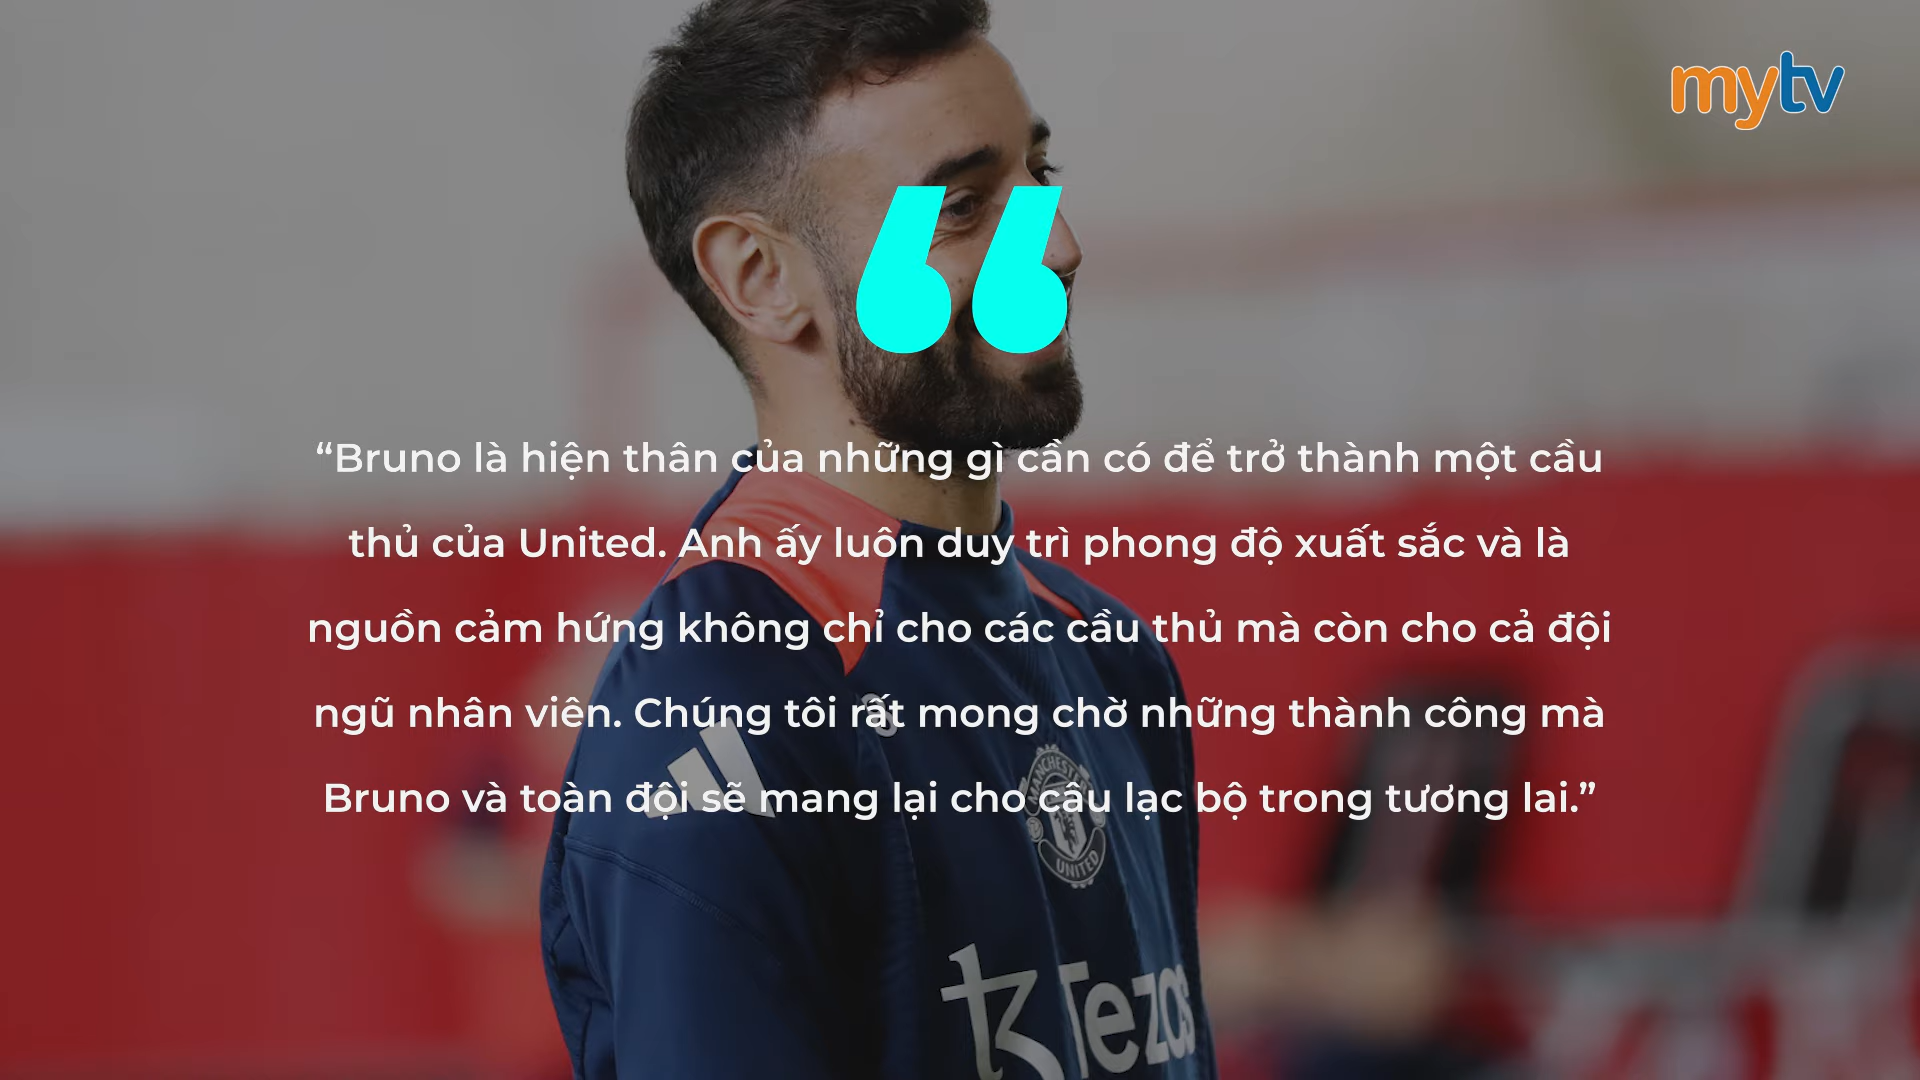 mytv
“Bruno là hiện thân của những gì cần có để trở thành một cầu
thủ của United. Anh ấy luôn duy trì phong độ xuất sắc và là
nguồn cảm hứng không chỉ cho các cầu thủ mà còn cho cả đội
ngũ nhân viên. Chúng tôi rất mong chờ những thành công mà
Bruno và toàn đội sẽ mang lại cho câu lạc bộ trong tương lai.”
MANCHESTER
UNITED
Tezos